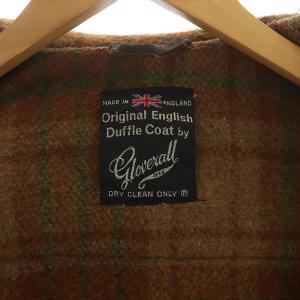 MADE IN ENGLAND
Original English
Duffle Coat by
Gloverall
DRY CLEAN ONLY Ⓟ